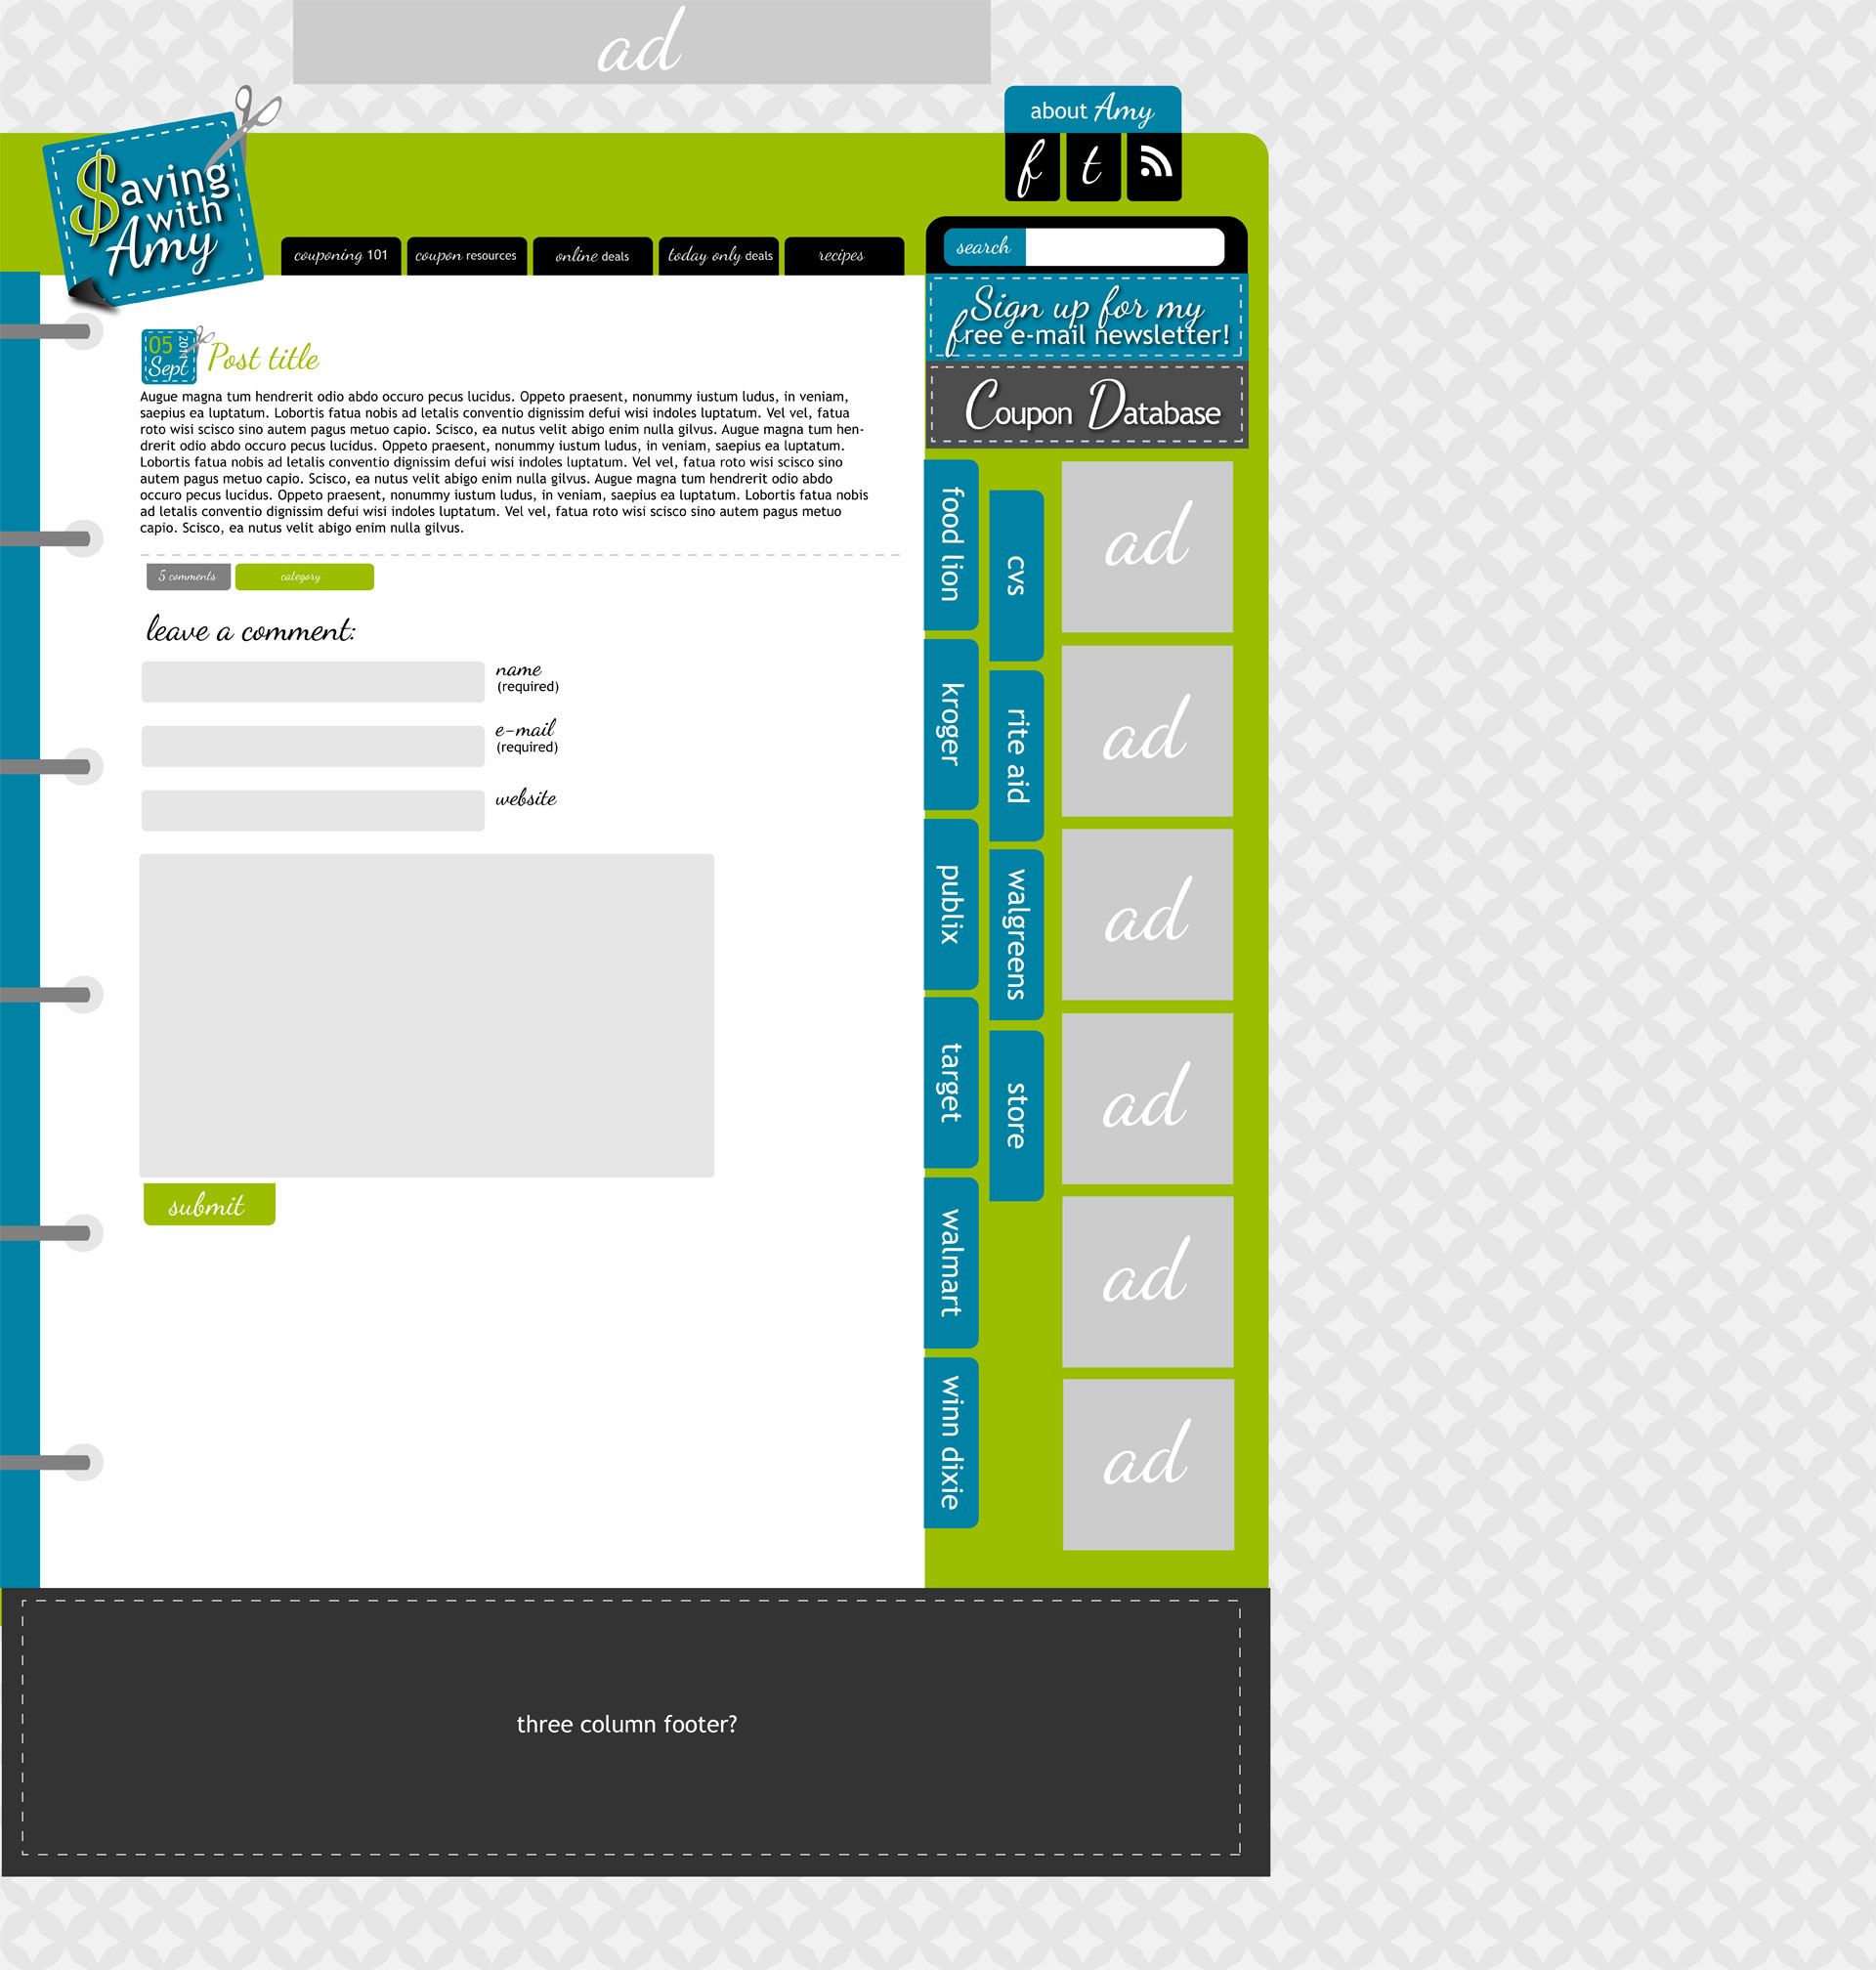 ad
about Amy
f t
$aving
with
Amy
couponing 101
coupon resources
online deals
today only deals
recipes
search
Sign up for my
free e-mail newsletter!
Coupon Database
05
Sept
2011
Post title
Augue magna tum hendrerit odio abdo occuro pecus lucidus. Oppeto praesent, nonummy iustum ludus, in veniam,
saepius ea luptatum. Lobortis fatua nobis ad letalis conventio dignissim defui wisi indoles luptatum. Vel vel, fatua
roto wisi scisco sino autem pagus metuo capio. Scisco, ea nutus velit abigo enim nulla gilvus. Augue magna tum hen-
drerit odio abdo occuro pecus lucidus. Oppeto praesent, nonummy iustum ludus, in veniam, saepius ea luptatum.
Lobortis fatua nobis ad letalis conventio dignissim defui wisi indoles luptatum. Vel vel, fatua roto wisi scisco sino
autem pagus metuo capio. Scisco, ea nutus velit abigo enim nulla gilvus. Augue magna tum hendrerit odio abdo
occuro pecus lucidus. Oppeto praesent, nonummy iustum ludus, in veniam, saepius ea luptatum. Lobortis fatua nobis
ad letalis conventio dignissim defui wisi indoles luptatum. Vel vel, fatua roto wisi scisco sino autem pagus metuo
capio. Scisco, ea nutus velit abigo enim nulla gilvus.
5 comments
category
leave a comment:
name
(required)
e-mail
(required)
website
submit
food lion
kroger
publix
target
walmart
winn dixie
cvs
rite aid
walgreens
store
ad
ad
ad
ad
ad
ad
three column footer?